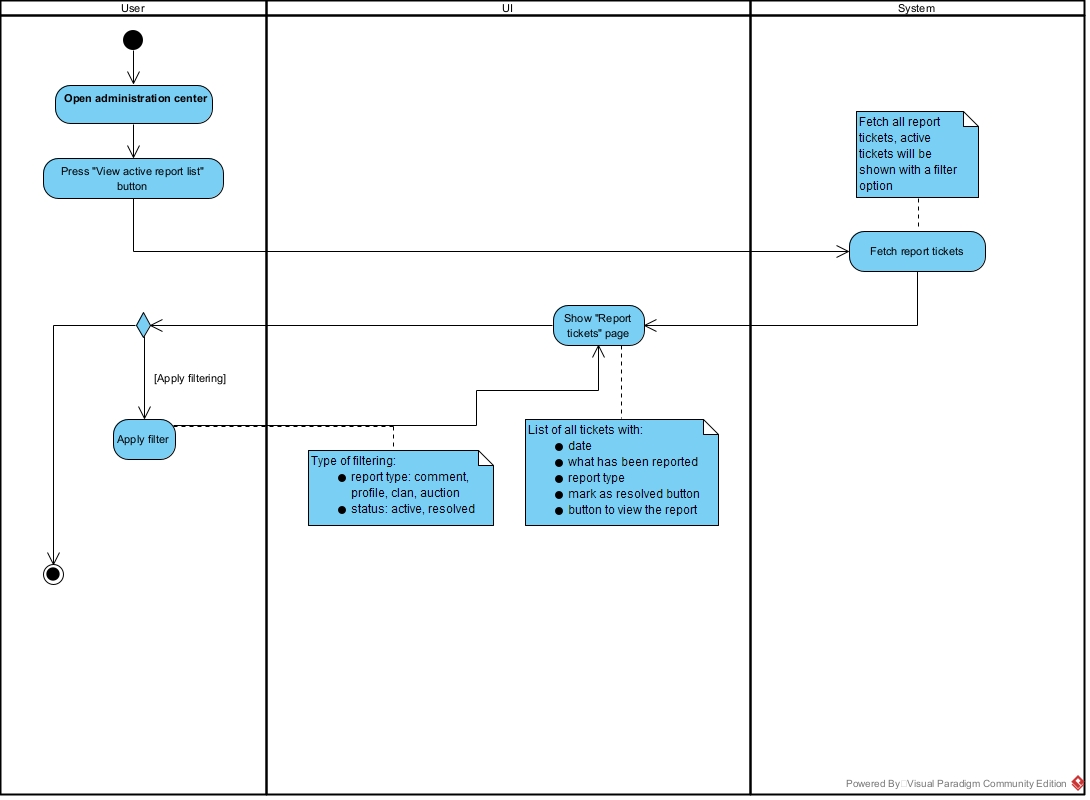 User
UI
System
Open administration center
Press "View active report list"
button
Fetch all report
tickets, active
tickets will be
shown with a filter
option
Fetch report tickets
Show "Report
tickets" page
[Apply filtering]
Apply filter
Type of filtering:
● report type: comment,
profile, clan, auction
● status: active, resolved
List of all tickets with:
● date
● what has been reported
● report type
● mark as resolved button
● button to view the report
Powered By Visual Paradigm Community Edition